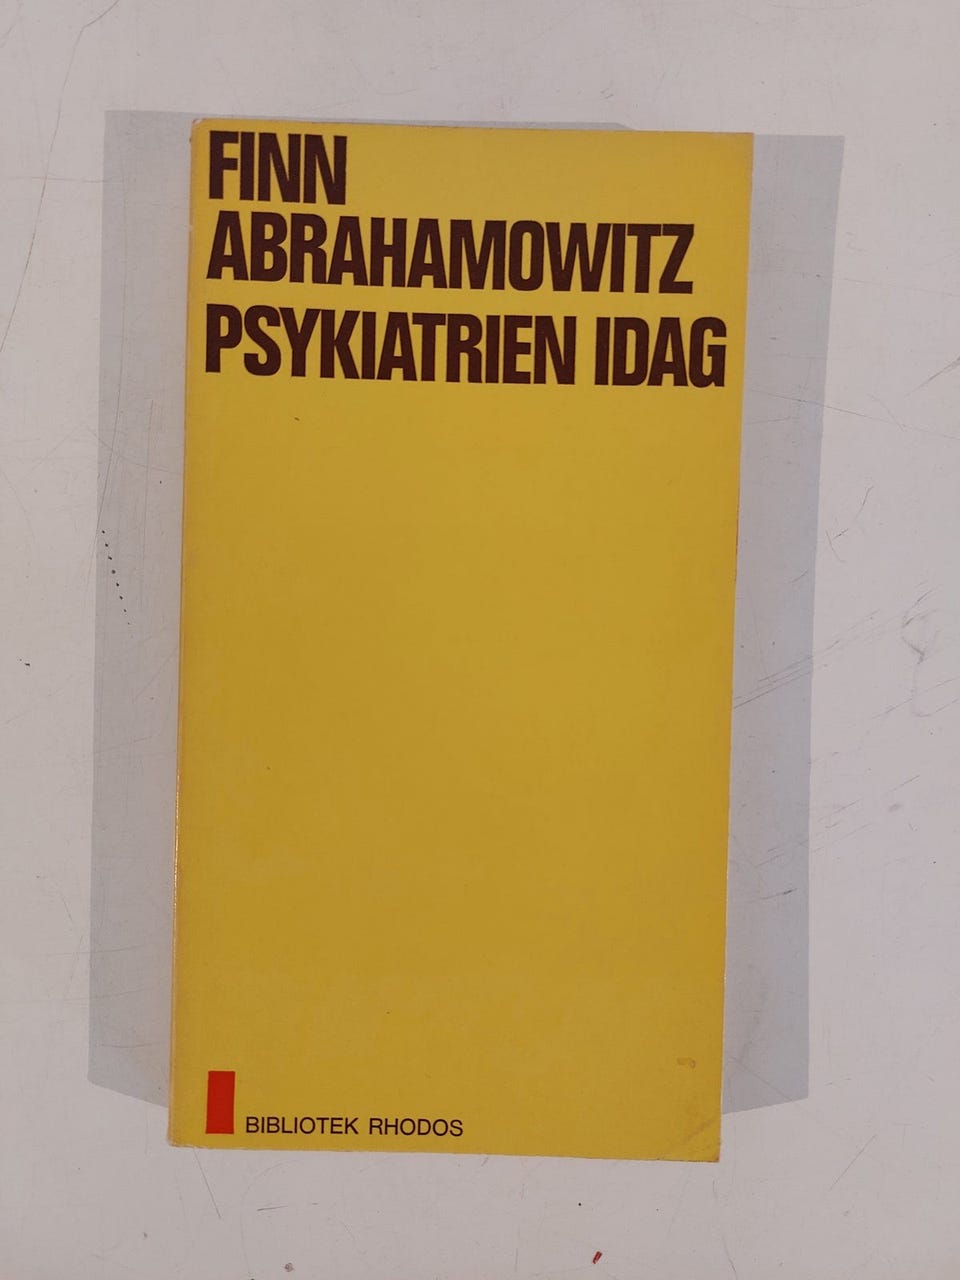 FINN
ABRAHAMOWITZ
PSYKIATRIEN IDAG
BIBLIOTEK RHODOS